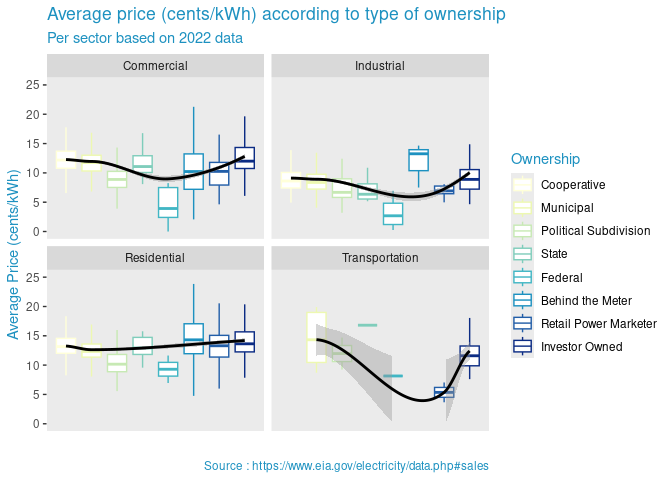 Average price (cents/kWh) according to type of ownership
Per sector based on 2022 data
Commercial
Industrial
25
20
15
10
5
0
Residential
Transportation
25
20
15
10
5
0
Average Price (cents/kWh)
Ownership
Cooperative
Municipal
Political Subdivision
State
Federal
Behind the Meter
Retail Power Marketer
Investor Owned
Source : https://www.eia.gov/electricity/data.php#sales